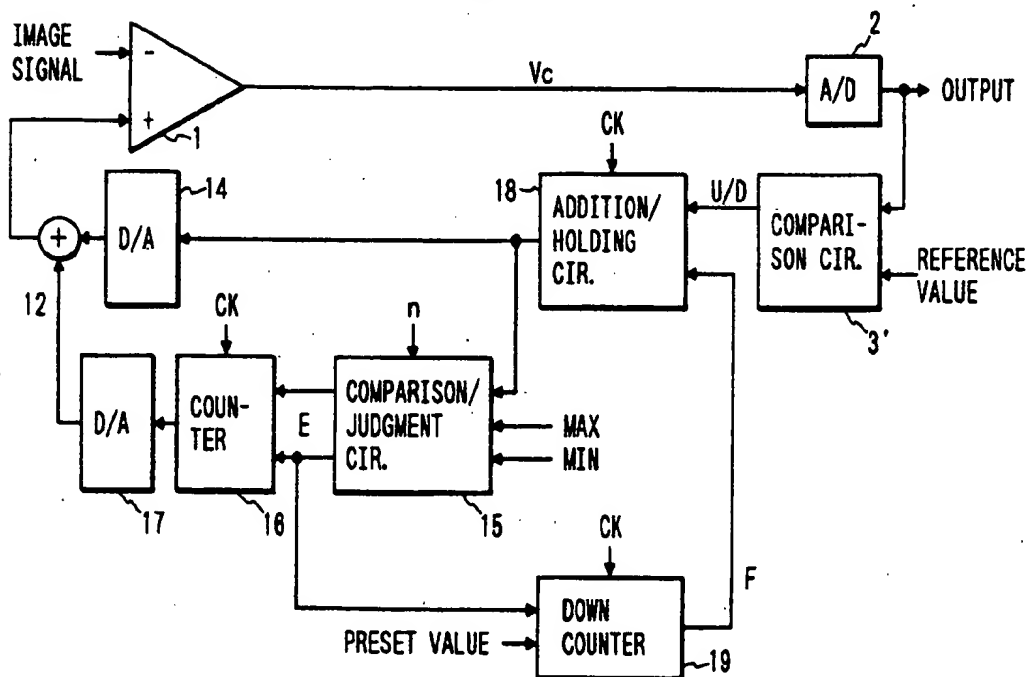 IMAGE
SIGNAL
-
+
1
Vc
2
A/D
OUTPUT
CK
14
D/A
+
12
18
ADDITION/
HOLDING
CIR.
U/D
COMPARI-
SON CIR.
REFERENCE
VALUE
3'
CK
n
D/A
17
COUN-
TER
16
E
COMPARISON/
JUDGMENT
CIR.
15
MAX
MIN
CK
F
PRESET VALUE
DOWN
COUNTER
19